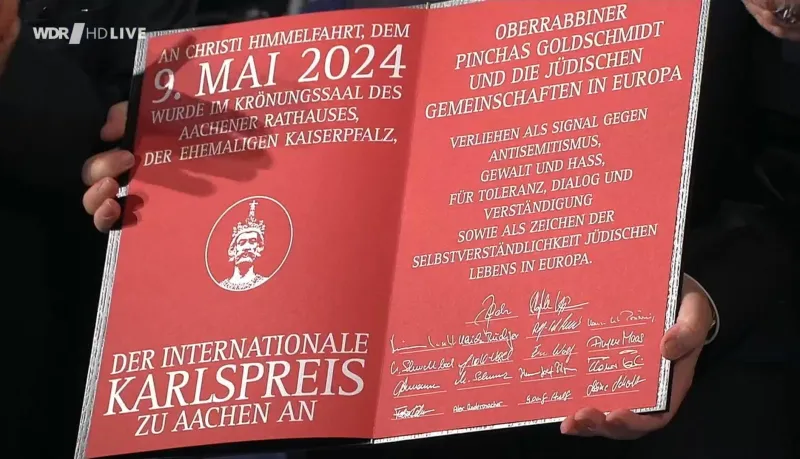 WDR HD LIVE
AN CHRISTI HIMMELFAHRT, DEM
9. MAI 2024
WURDE IM KRÖNUNGSSAAL DES
AACHENER RATHAUSES,
DER EHEMALIGEN KAISERPFALZ,
DER INTERNATIONALE
KARLSPREIS
ZU AACHEN AN
OBERRABBINER
PINCHAS GOLDSCHMIDT
UND DIE JÜDISCHEN
GEMEINSCHAFTEN IN EUROPA
VERLIEHEN ALS SIGNAL GEGEN
ANTISEMITISMUS,
GEWALT UND HASS,
FÜR TOLERANZ, DIALOG UND
VERSTÄNDIGUNG
SOWIE ALS ZEICHEN DER
SELBSTVERSTÄNDLICHKEIT JÜDISCHEN
LEBENS IN EUROPA.